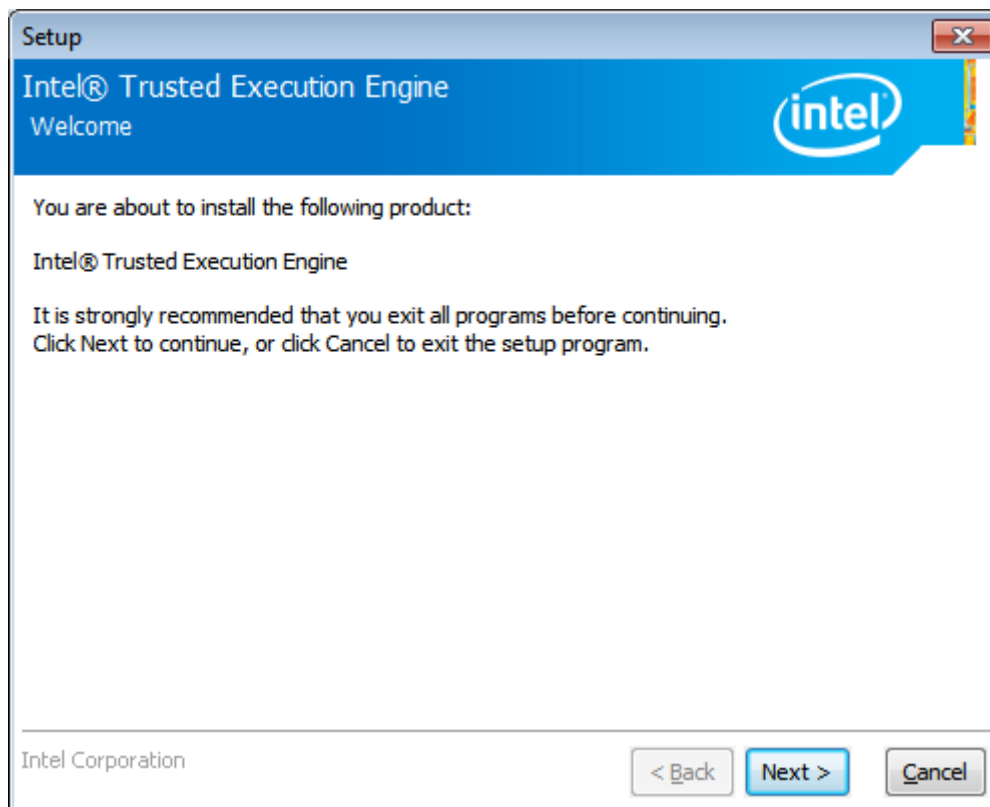 Setup
Intel® Trusted Execution Engine
Welcome
intel
You are about to install the following product:
Intel® Trusted Execution Engine
It is strongly recommended that you exit all programs before continuing.
Click Next to continue, or click Cancel to exit the setup program.
Intel Corporation
< Back
Next >
Cancel